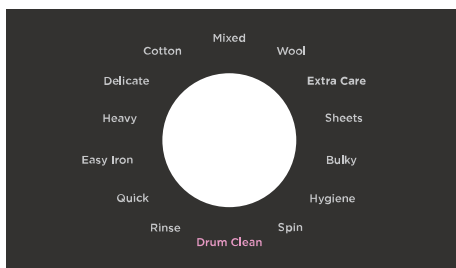 Mixed
Cotton
Wool
Delicate
Extra Care
Heavy
Sheets
Easy Iron
Bulky
Quick
Hygiene
Rinse
Spin
Drum Clean